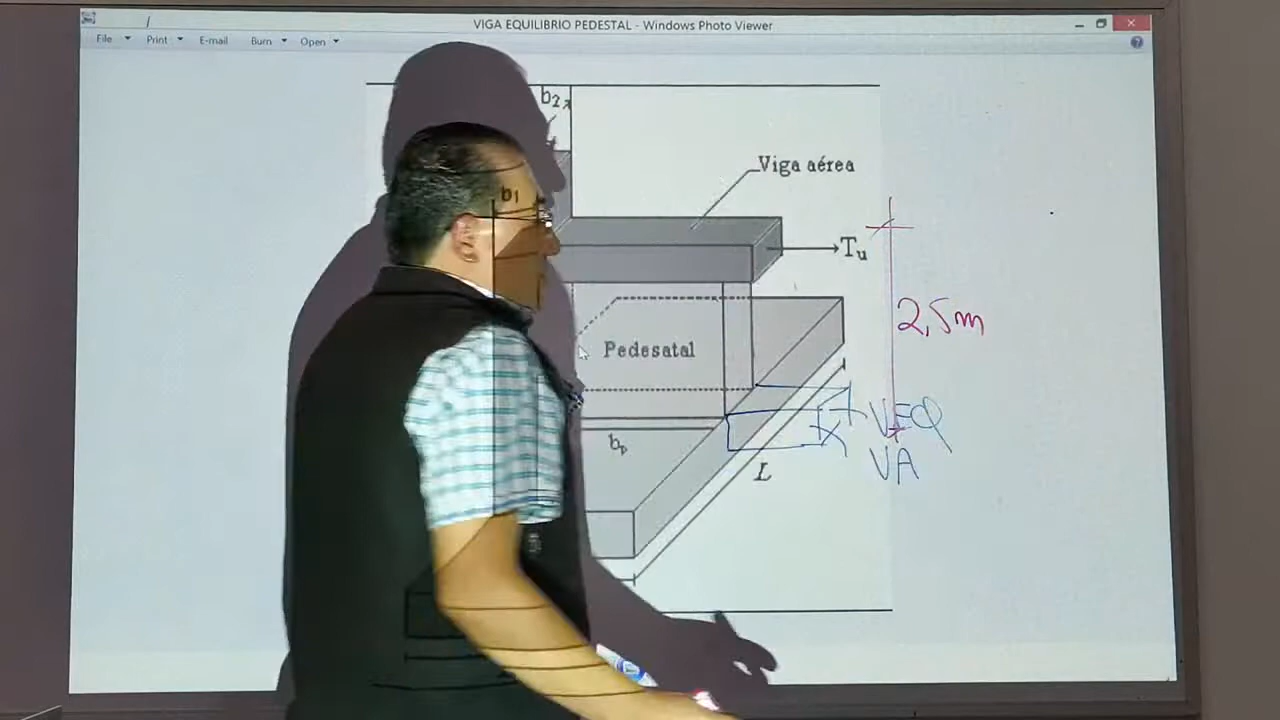 VIGA EQUILIBRIO PEDESTAL - Windows Photo Viewer
File Print E-mail Burn Open
b2
Viga aérea
b1
Tu
2,5m
Pedesatal
VEQ
bp
VA
L